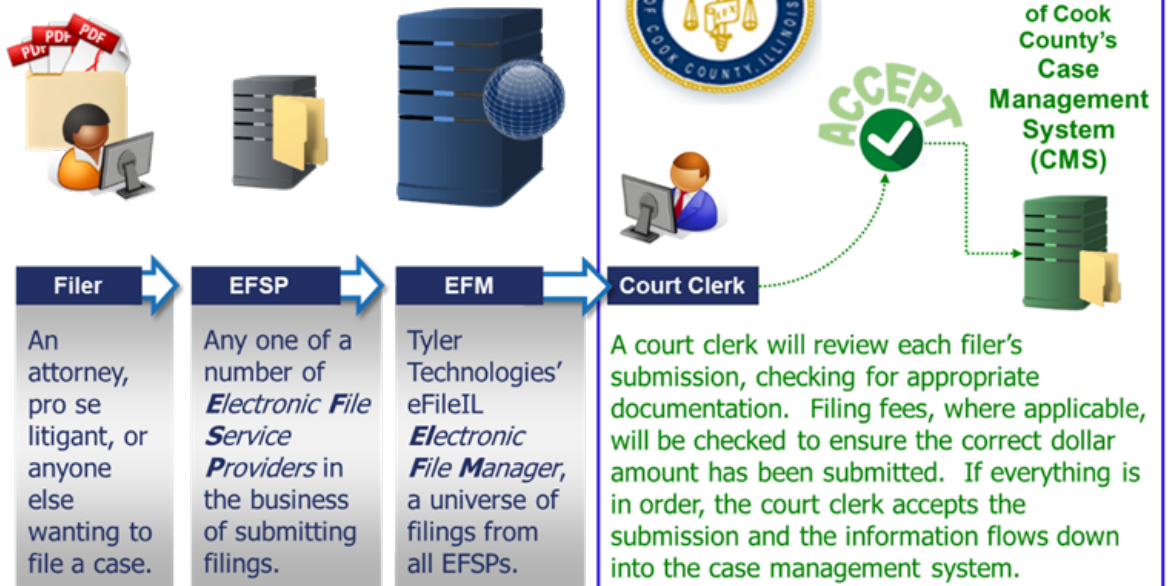 PDF
PDF
PDF
OF COOK COUNTY, ILLINOIS
ACCEPT
of Cook
County's
Case
Management
System
(CMS)
Filer
EFSP
EFM
Court Clerk
An
attorney,
pro se
litigant, or
anyone
else
wanting to
file a case.
Any one of a
number of
Electronic File
Service
Providers in
the business
of submitting
filings.
Tyler
Technologies'
eFileIL
Electronic
File Manager,
a universe of
filings from
all EFSPs.
A court clerk will review each filer's
submission, checking for appropriate
documentation.  Filing fees, where applicable,
will be checked to ensure the correct dollar
amount has been submitted.  If everything is
in order, the court clerk accepts the
submission and the information flows down
into the case management system.